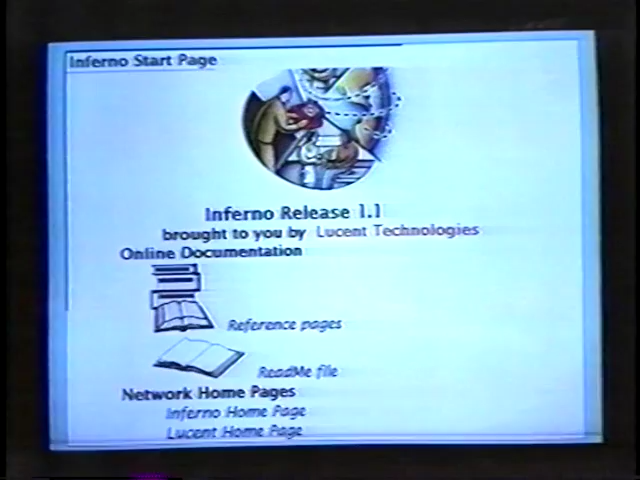 Inferno Start Page
Inferno Release 1.1
brought to you by Lucent Technologies
Online Documentation
Reference pages
ReadMe file
Network Home Pages
Inferno Home Page
Lucent Home Page